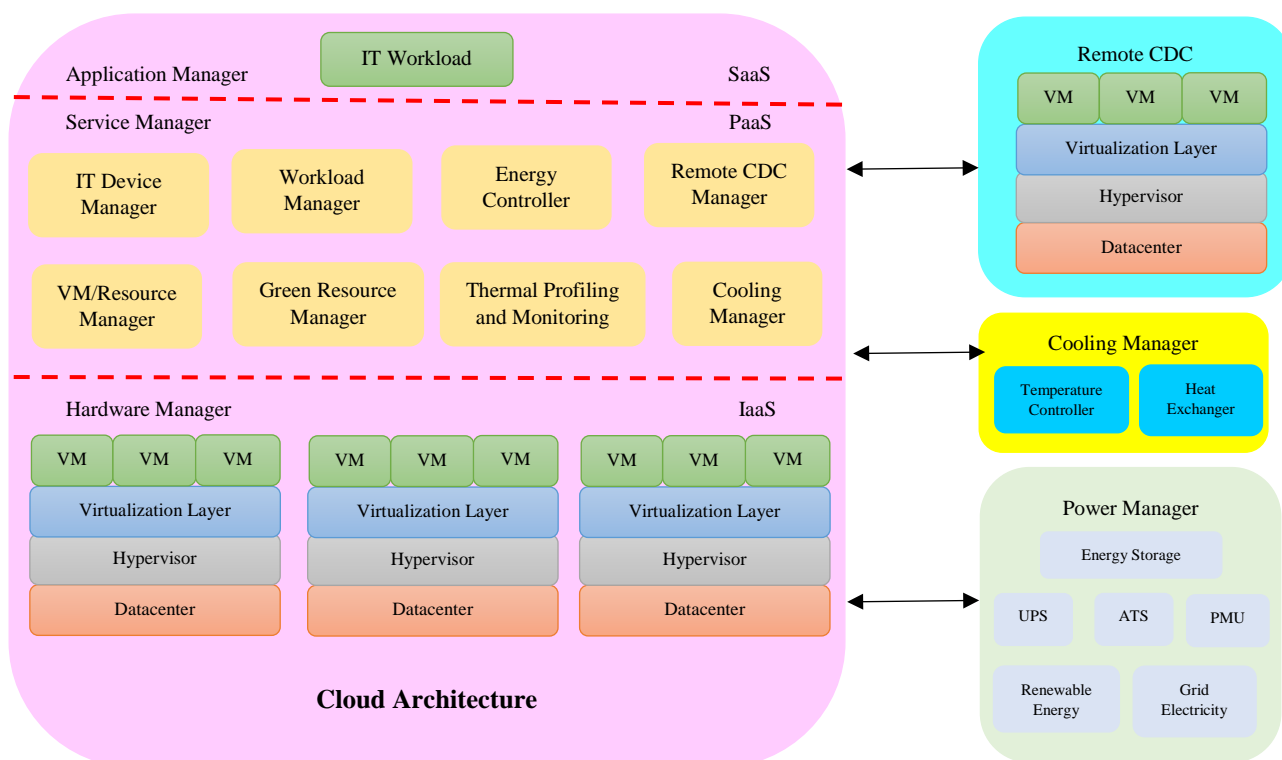 IT Workload
Application Manager
SaaS
Service Manager
PaaS
IT Device
Manager
Workload
Manager
Energy
Controller
Remote CDC
Manager
VM/Resource
Manager
Green Resource
Manager
Thermal Profiling
and Monitoring
Cooling
Manager
Hardware Manager
IaaS
VM VM VM
Virtualization Layer
Hypervisor
Datacenter
VM VM VM
Virtualization Layer
Hypervisor
Datacenter
VM VM VM
Virtualization Layer
Hypervisor
Datacenter
Cloud Architecture
Remote CDC
VM VM VM
Virtualization Layer
Hypervisor
Datacenter
Cooling Manager
Temperature
Controller
Heat
Exchanger
Power Manager
Energy Storage
UPS
ATS
PMU
Renewable
Energy
Grid
Electricity